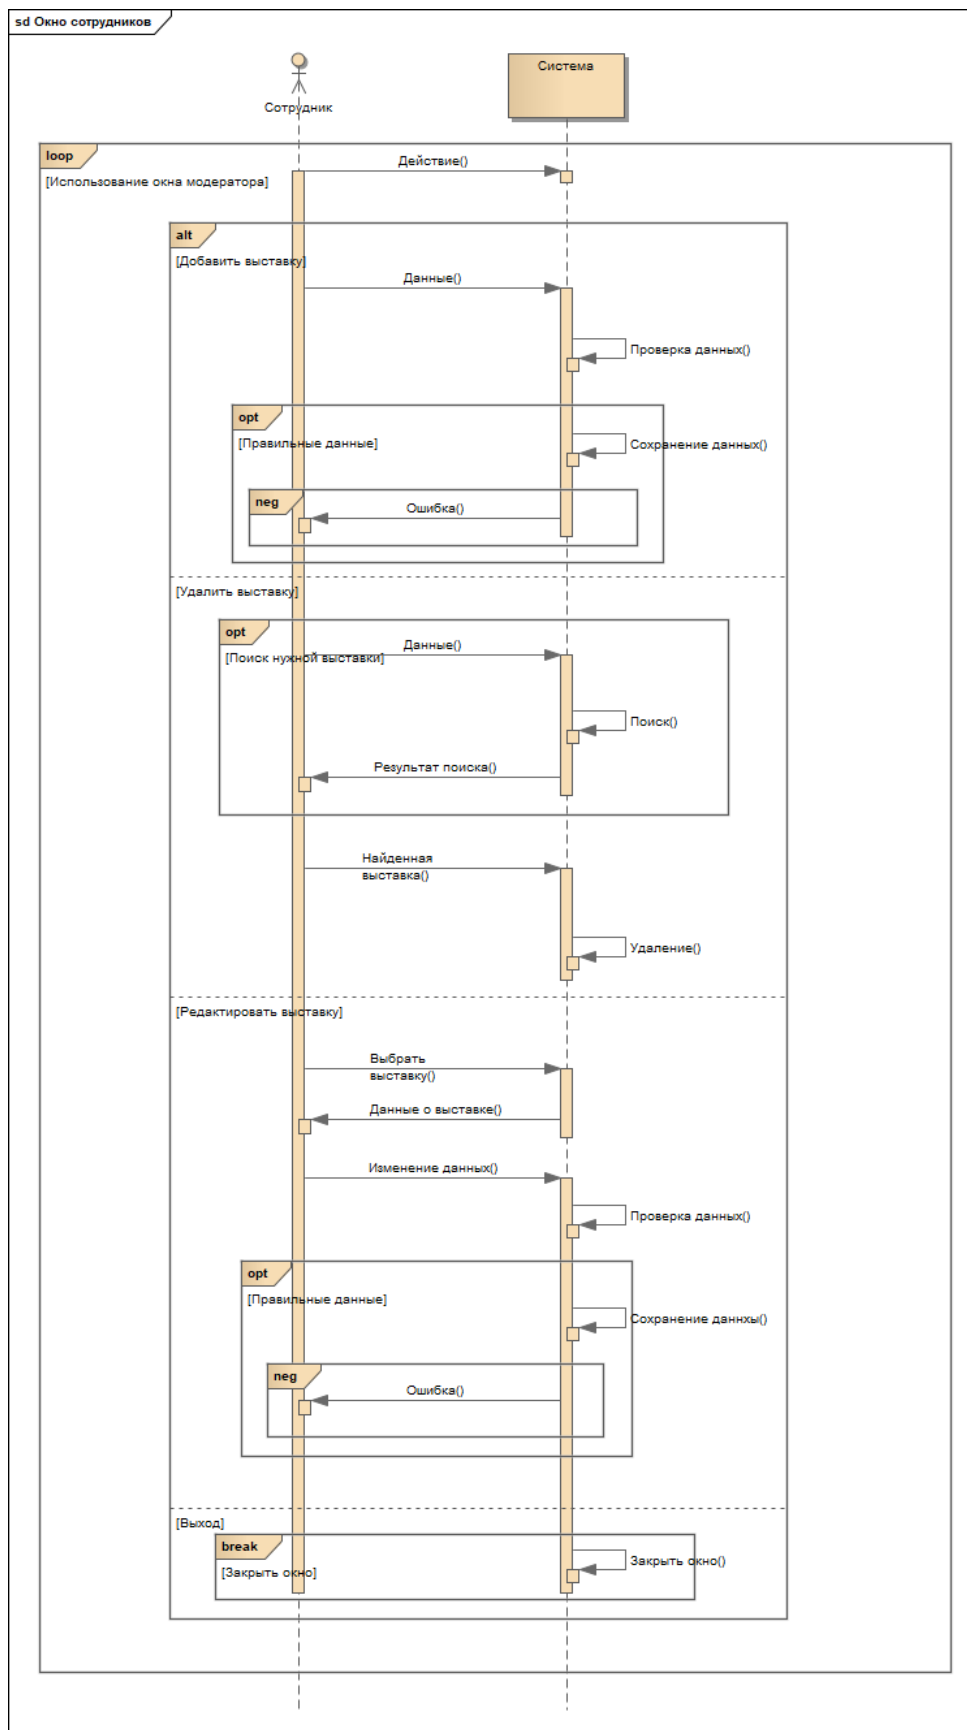 sd Окно сотрудников
Сотрудник
Система
loop
[Использование окна модератора]
Действие()
alt
[Добавить выставку]
Данные()
Проверка данных()
opt
[Правильные данные]
Сохранение данных()
neg
Ошибка()
[Удалить выставку]
opt
[Поиск нужной выставки]
Данные()
Поиск()
Результат поиска()
Найденная
выставка()
Удаление()
[Редактировать выставку]
Выбрать
выставку()
Данные о выставке()
Изменение данных()
Проверка данных()
opt
[Правильные данные]
Сохранение даннхы()
neg
Ошибка()
[Выход]
break
[Закрыть окно]
Закрыть окно()